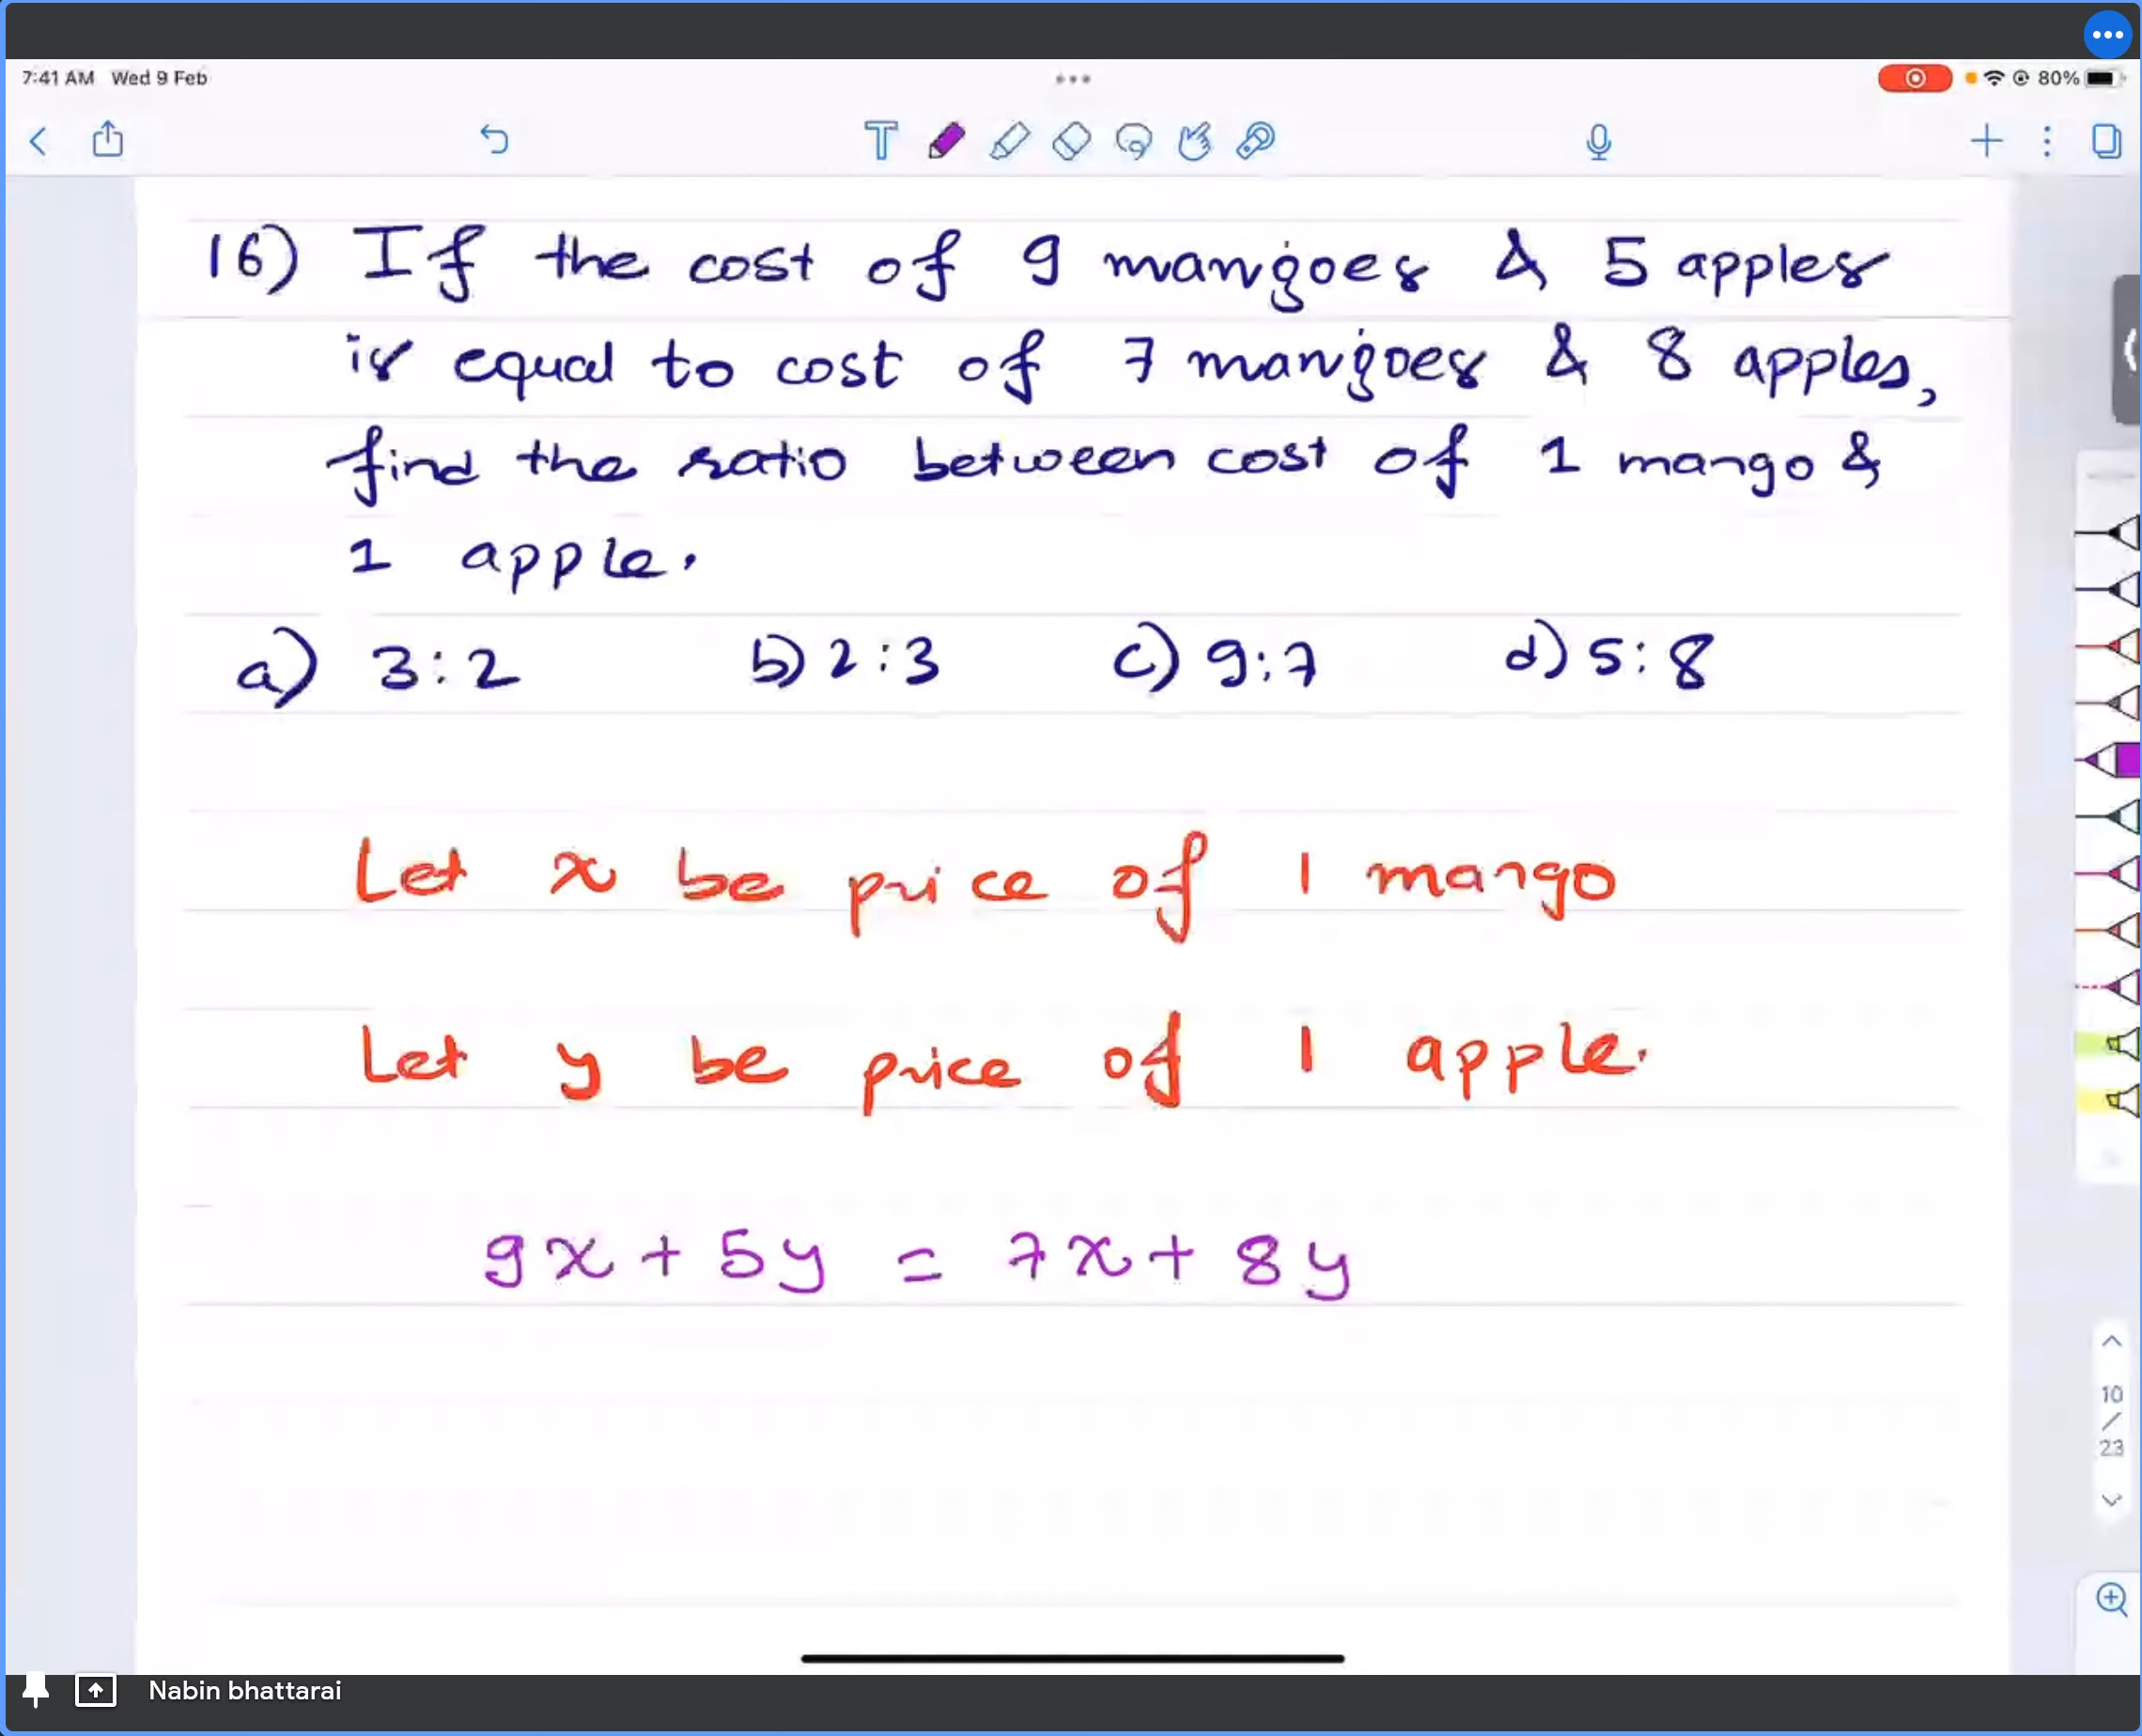 7:41 AM Wed 9 Feb
80%
T
16) If the cost of 9 mangoes & 5 apples
is equal to cost of 7 mangoes & 8 apples,
find the ratio between cost of 1 mango &
1 apple.
a) 3:2 b) 2:3 c) 9:7 d) 5:8
Let x be price of 1 mango
Let y be price of 1 apple.
9x + 5y = 7x + 8y
10
/
23
Nabin bhattarai